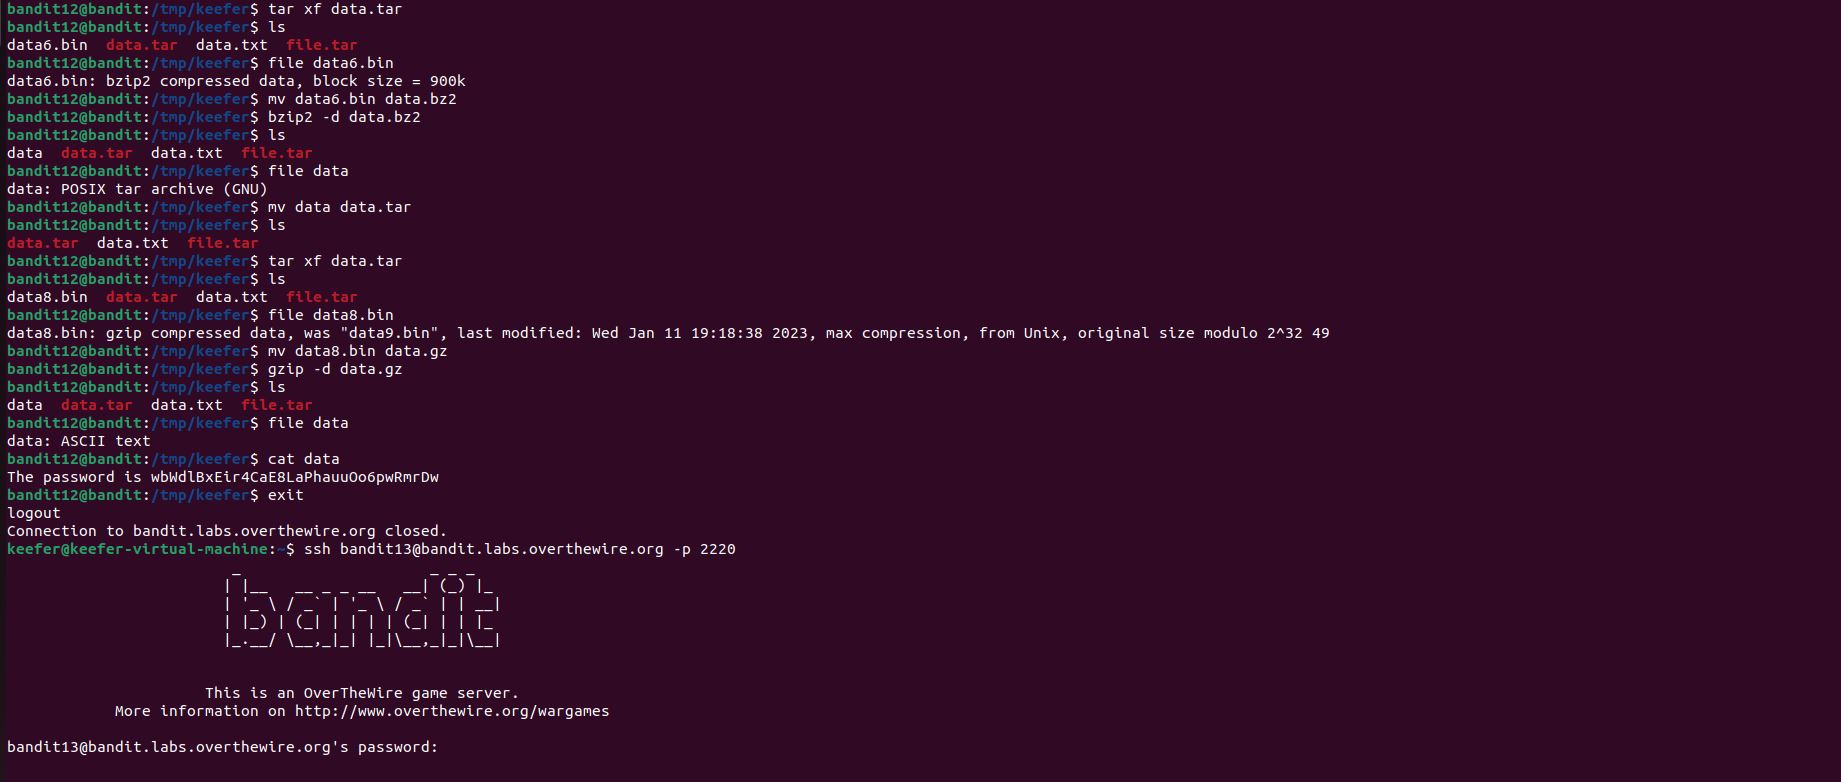 bandit12@bandit:/tmp/keefer$ tar xf data.tar
bandit12@bandit:/tmp/keefer$ ls
data6.bin  data.tar  data.txt  file.tar
bandit12@bandit:/tmp/keefer$ file data6.bin
data6.bin: bzip2 compressed data, block size = 900k
bandit12@bandit:/tmp/keefer$ mv data6.bin data.bz2
bandit12@bandit:/tmp/keefer$ bzip2 -d data.bz2
bandit12@bandit:/tmp/keefer$ ls
data  data.tar  data.txt  file.tar
bandit12@bandit:/tmp/keefer$ file data
data: POSIX tar archive (GNU)
bandit12@bandit:/tmp/keefer$ mv data data.tar
bandit12@bandit:/tmp/keefer$ ls
data.tar  data.txt  file.tar
bandit12@bandit:/tmp/keefer$ tar xf data.tar
bandit12@bandit:/tmp/keefer$ ls
data8.bin  data.tar  data.txt  file.tar
bandit12@bandit:/tmp/keefer$ file data8.bin
data8.bin: gzip compressed data, was "data9.bin", last modified: Wed Jan 11 19:18:38 2023, max compression, from Unix, original size modulo 2^32 49
bandit12@bandit:/tmp/keefer$ mv data8.bin data.gz
bandit12@bandit:/tmp/keefer$ gzip -d data.gz
bandit12@bandit:/tmp/keefer$ ls
data  data.tar  data.txt  file.tar
bandit12@bandit:/tmp/keefer$ file data
data: ASCII text
bandit12@bandit:/tmp/keefer$ cat data
The password is wbWdlBxEir4CaE8LaPhauuOo6pwRmrDw
bandit12@bandit:/tmp/keefer$ exit
logout
Connection to bandit.labs.overthewire.org closed.
keefer@keefer-virtual-machine:~$ ssh bandit13@bandit.labs.overthewire.org -p 2220
                         _                     _ _ _
                        | |__   __ _ _ __   __| (_) |_
                        | '_ \ / _` | '_ \ / _` | | __|
                        | |_) | (_| | | | | (_| | | |_
                        |_.__/ \__,_|_| |_|\__,_|_|\__|
                      This is an OverTheWire game server.
            More information on http://www.overthewire.org/wargames
bandit13@bandit.labs.overthewire.org's password: